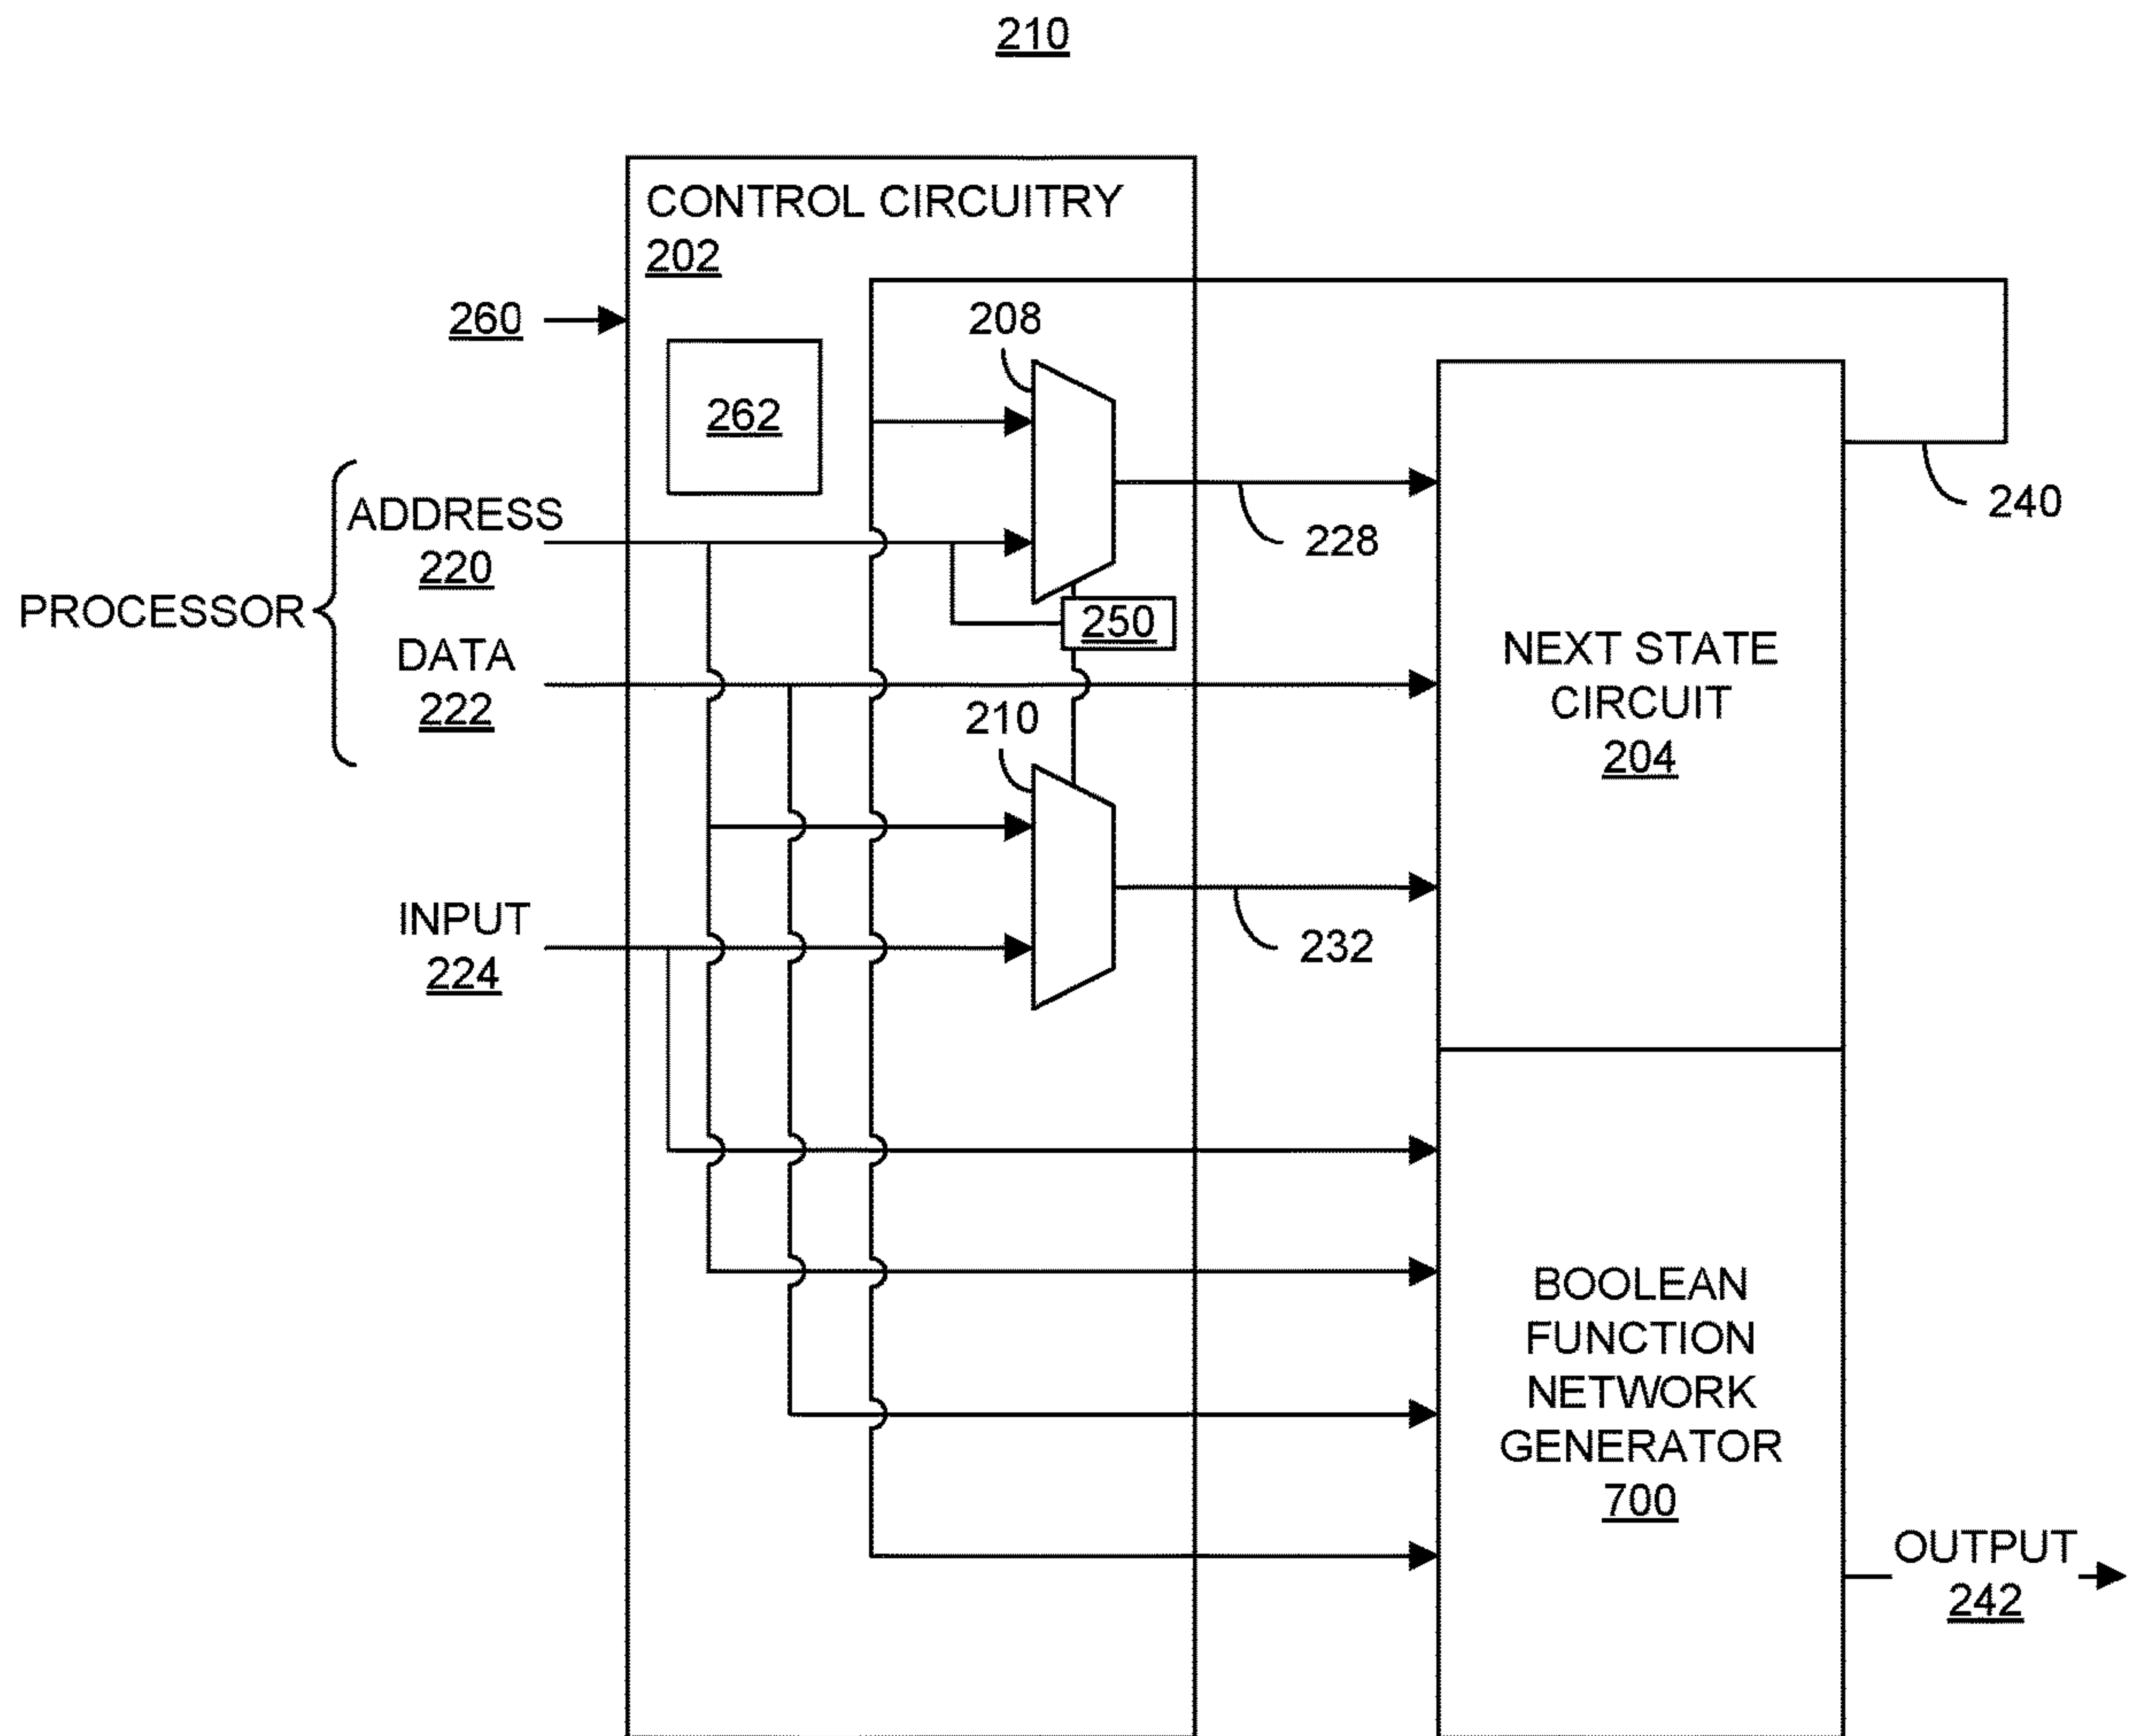 210
CONTROL CIRCUITRY
202
260
208
262
240
ADDRESS
220
228
PROCESSOR
250
DATA
222
NEXT STATE
CIRCUIT
204
210
INPUT
224
232
BOOLEAN
FUNCTION
NETWORK
GENERATOR
700
OUTPUT
242